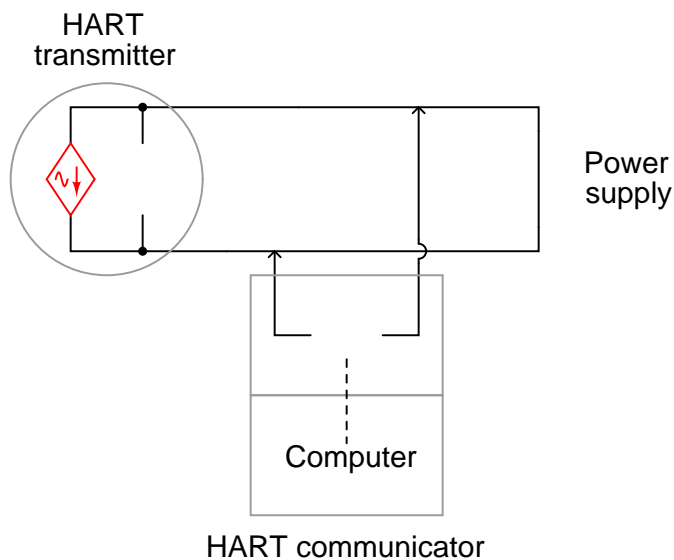 HART
transmitter
Power
supply
Computer
HART communicator